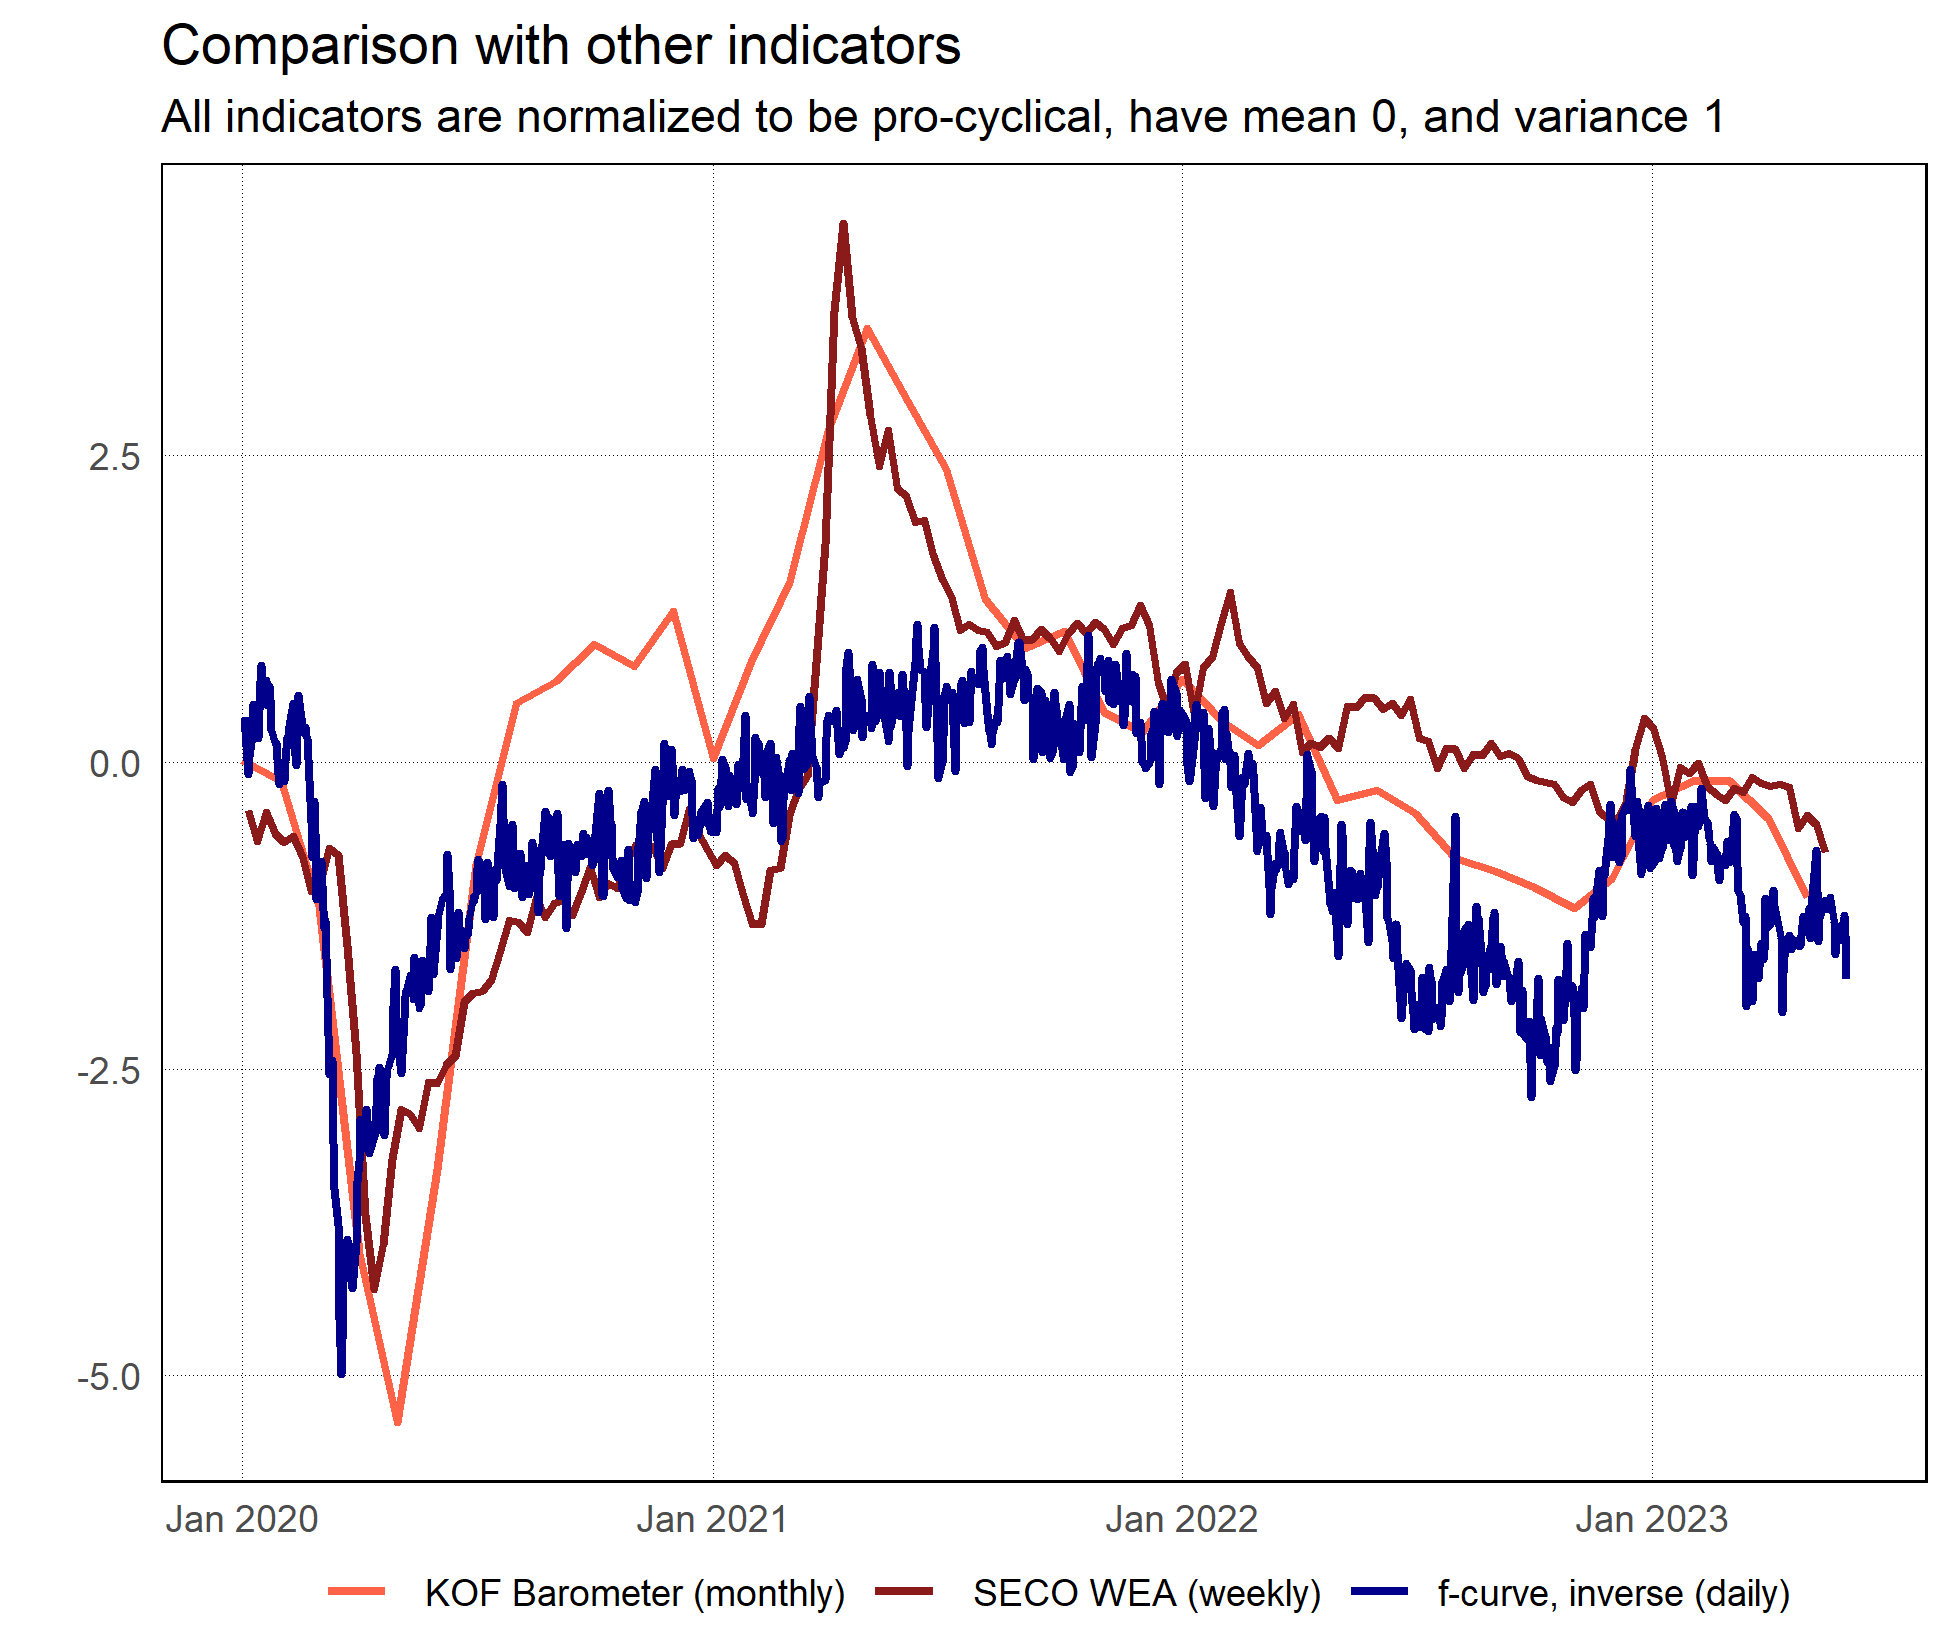 Comparison with other indicators
All indicators are normalized to be pro-cyclical, have mean 0, and variance 1
2.5
0.0
-2.5
-5.0
Jan 2020 Jan 2021 Jan 2022 Jan 2023
KOF Barometer (monthly) SECO WEA (weekly) f-curve, inverse (daily)